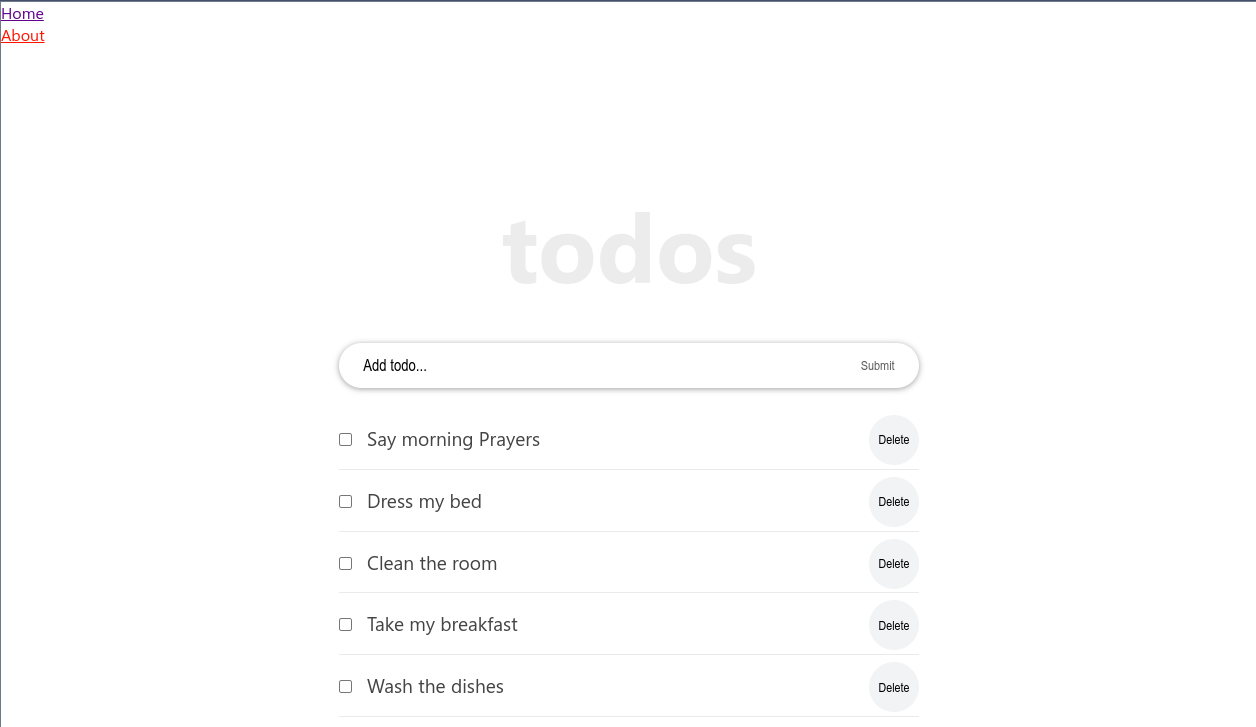 Home
About
todos
Add todo... Submit
Say morning Prayers Delete
Dress my bed Delete
Clean the room Delete
Take my breakfast Delete
Wash the dishes Delete